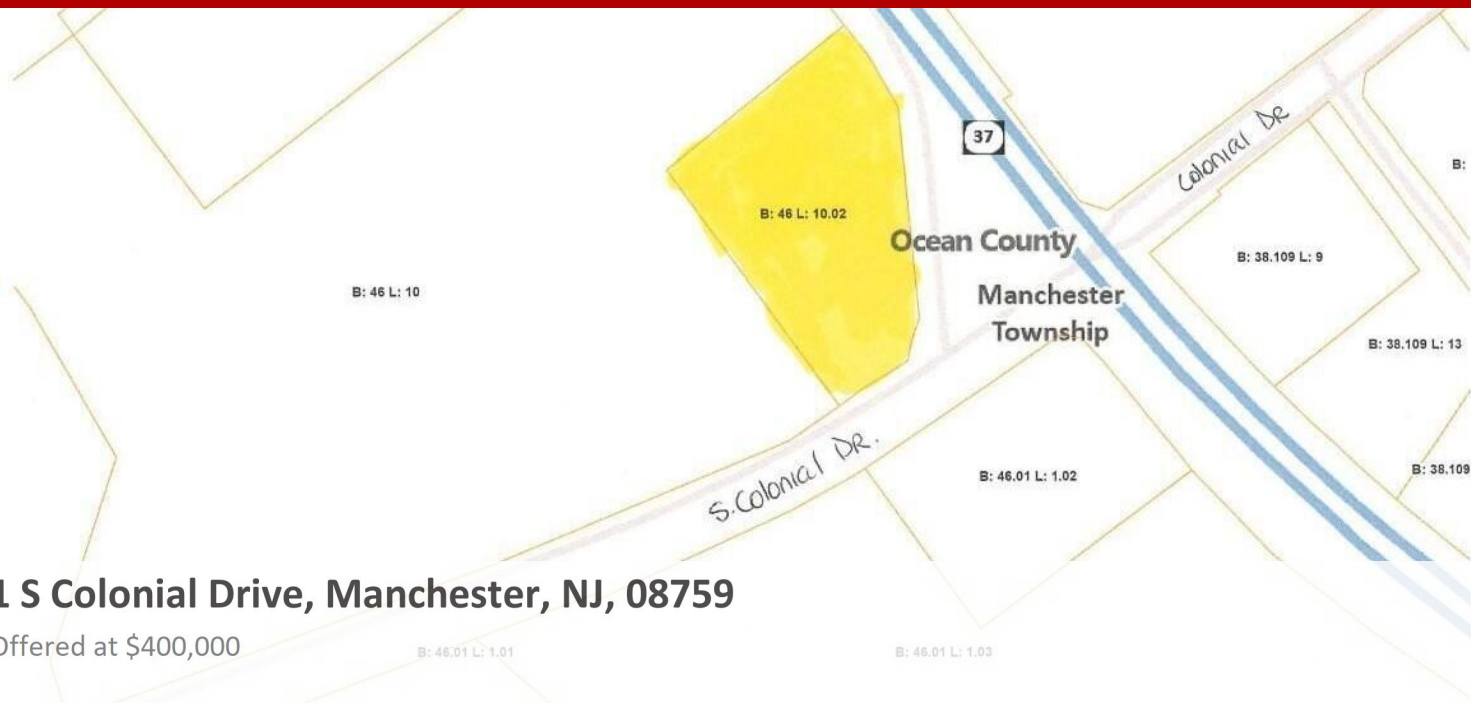 37
Colonial Dr
B:
B: 46 L: 10.02
Ocean County
B: 38.109 L: 9
B: 46 L: 10
Manchester
Township
B: 38.109 L: 13
S. Colonial DR.
B: 46.01 L: 1.02
B: 38.109
1 S Colonial Drive, Manchester, NJ, 08759
Offered at $400,000
B: 46.01 L: 1.01
B: 46.01 L: 1.03